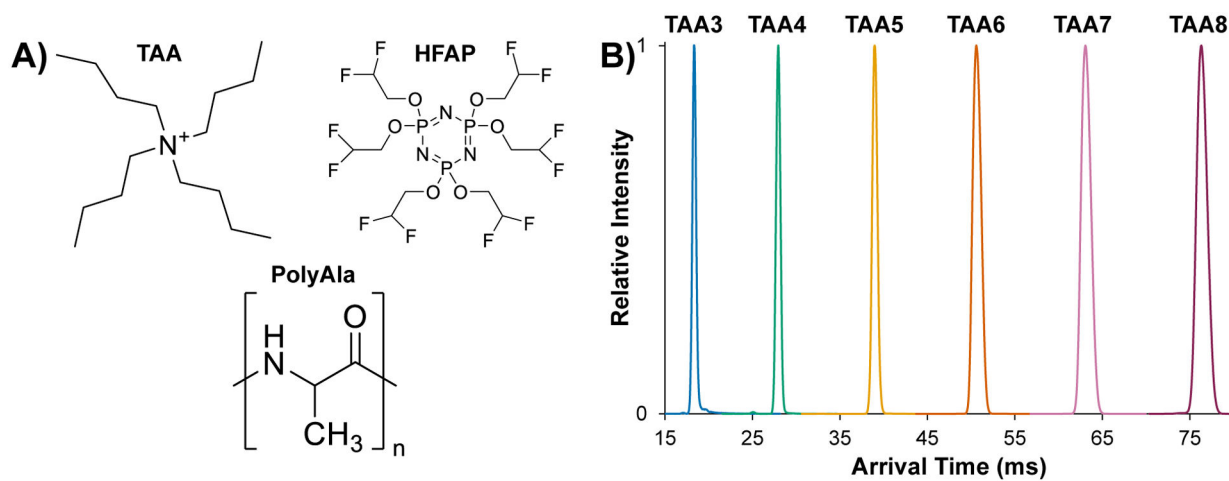 A)
TAA
N+
HFAP
F F F F
O O
F F
O P N P O
F F
N N
P
O O
F F
F F
PolyAla
H
N
O
CH3
n
B)
TAA3 TAA4 TAA5 TAA6 TAA7 TAA8
Relative Intensity
1
0
15 25 35 45 55 65 75
Arrival Time (ms)